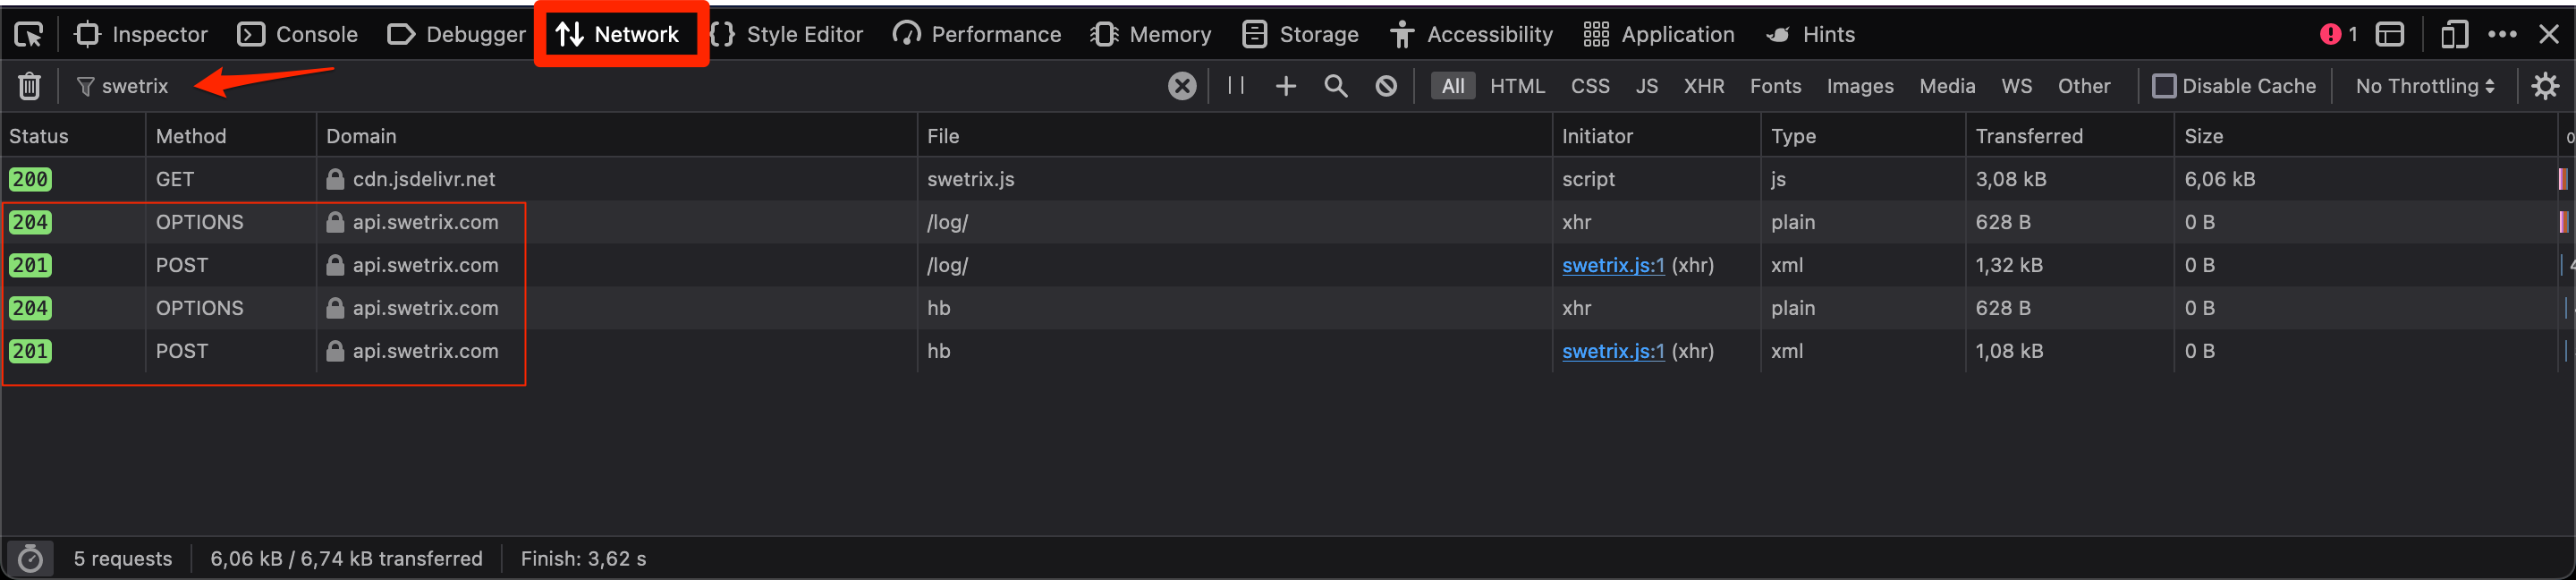 Inspector Console Debugger Network Style Editor Performance Memory Storage Accessibility Application Hints 1
swetrix All HTML CSS JS XHR Fonts Images Media WS Other Disable Cache No Throttling
Status Method Domain File Initiator Type Transferred Size
200 GET cdn.jsdelivr.net swetrix.js script js 3,08 kB 6,06 kB
204 OPTIONS api.swetrix.com /log/ xhr plain 628 B 0 B
201 POST api.swetrix.com /log/ swetrix.js:1 (xhr) xml 1,32 kB 0 B
204 OPTIONS api.swetrix.com hb xhr plain 628 B 0 B
201 POST api.swetrix.com hb swetrix.js:1 (xhr) xml 1,08 kB 0 B
5 requests 6,06 kB / 6,74 kB transferred Finish: 3,62 s